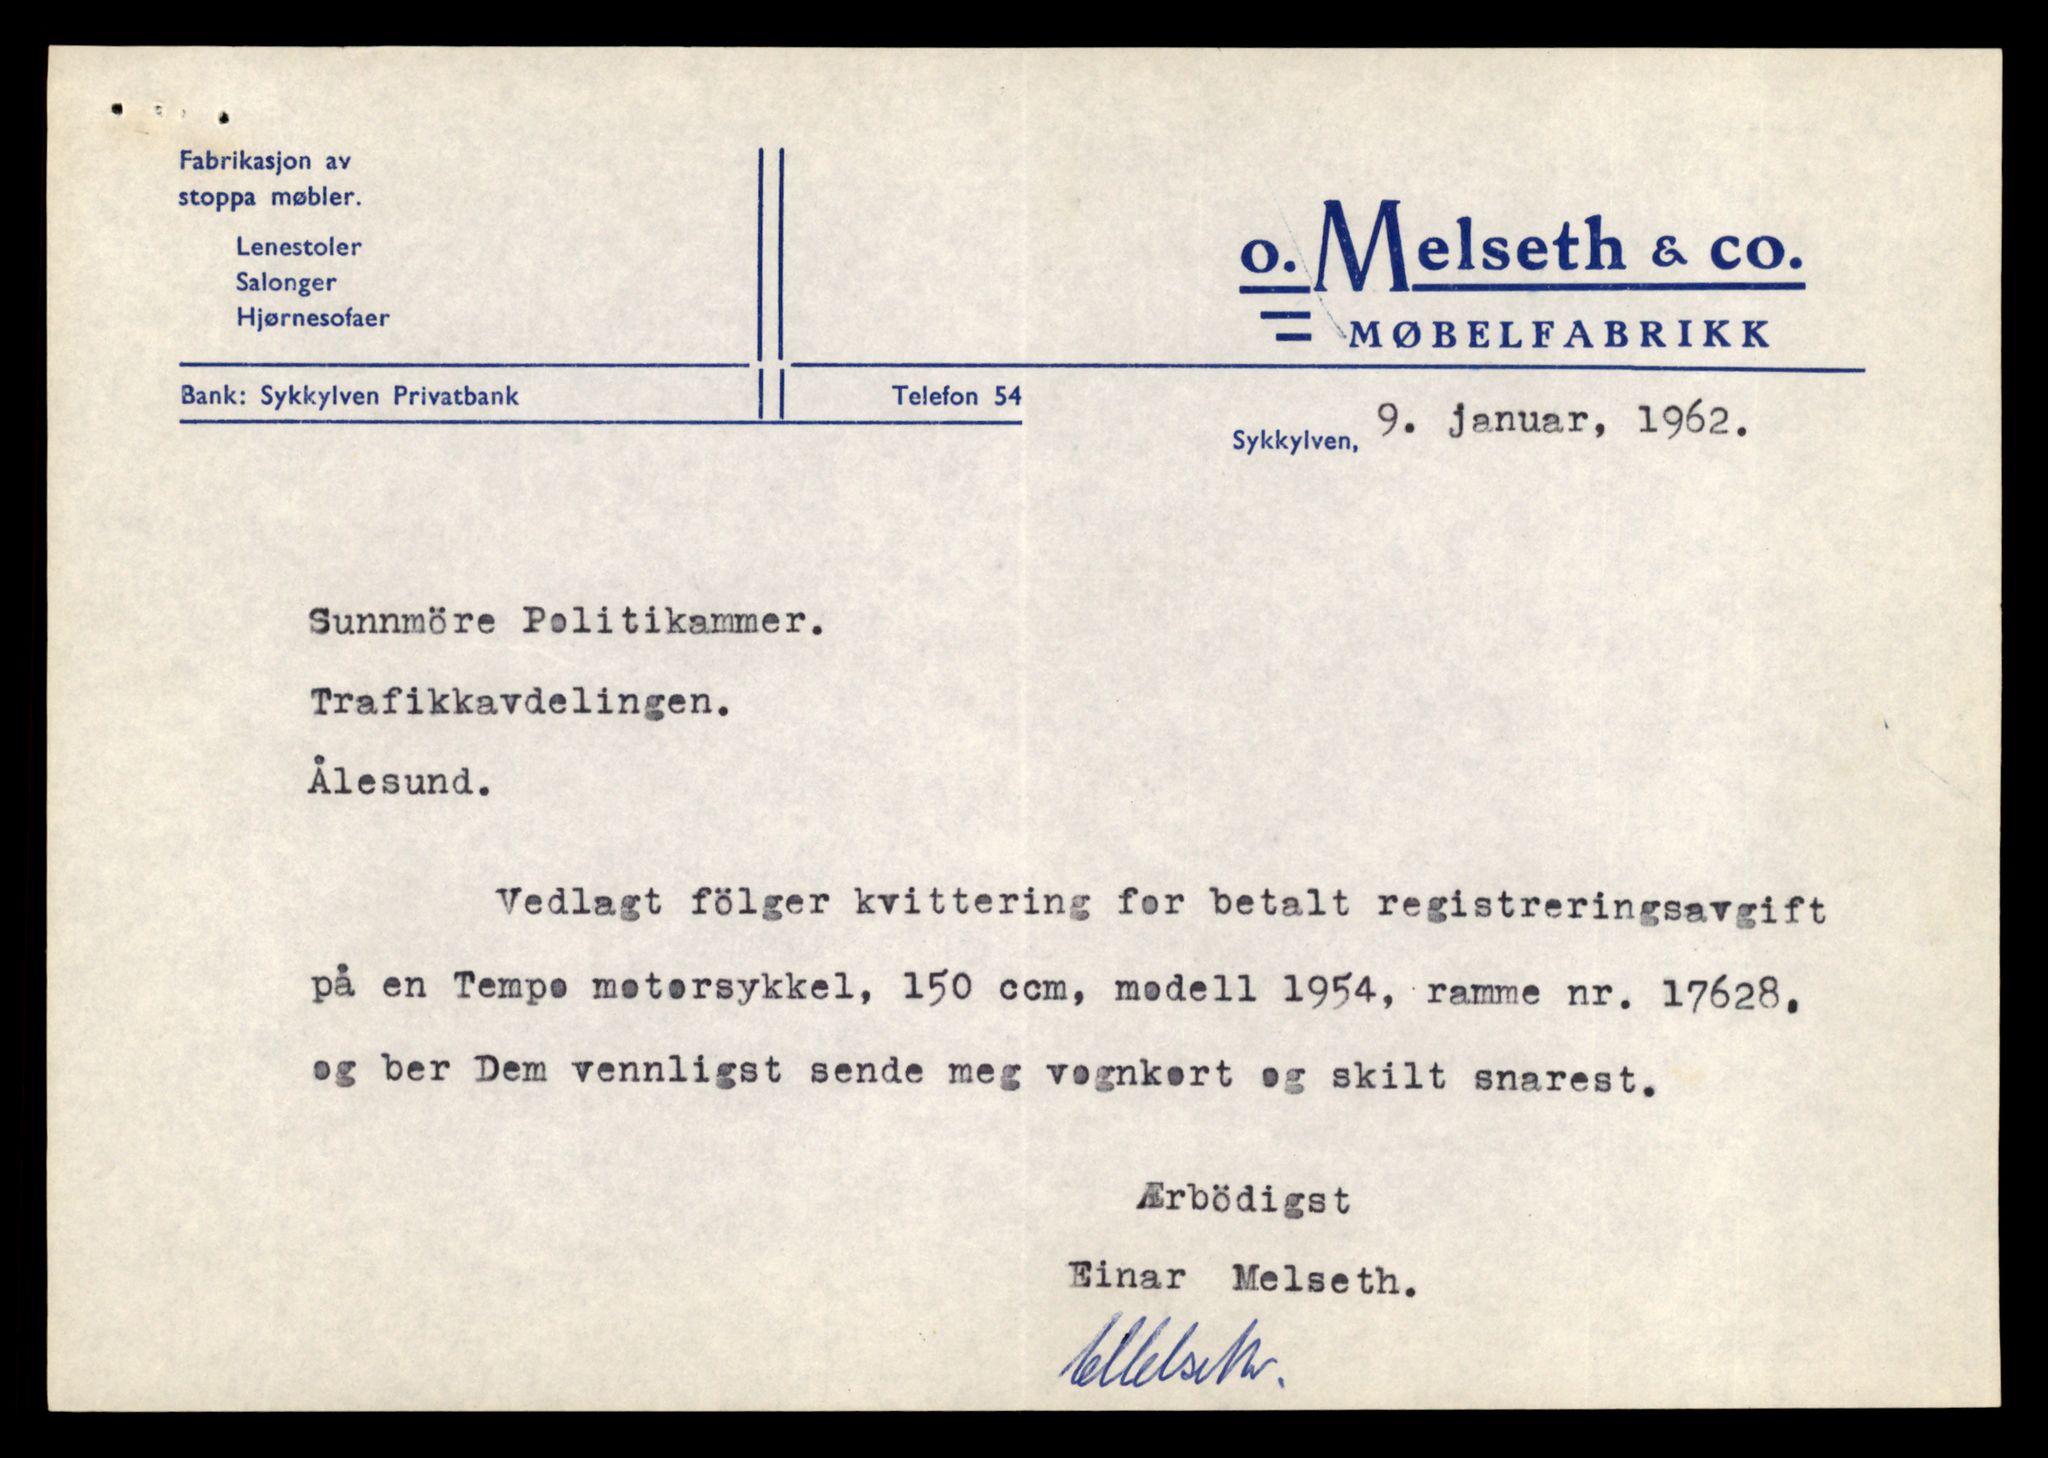 Fabrikasjon av
stoppa møbler.
Lenestoler
Salonger
Hjørnesofaer
Bank: Sykkylven Privatbank
Telefon 54
o. Melseth & co.
MØBELFABRIKK
Sykkylven, 9. januar, 1962.
Sunnmöre Politikammer.
Trafikkavdelingen.
Ålesund.
Vedlagt fölger kvittering for betalt registreringsavgift
på en Tempo motorsykkel, 150 ccm, modell 1954, ramme nr. 17628.
og ber Dem vennligst sende meg vognkort og skilt snarest.
Ærbödigst
Einar Melseth.
EMelseth.